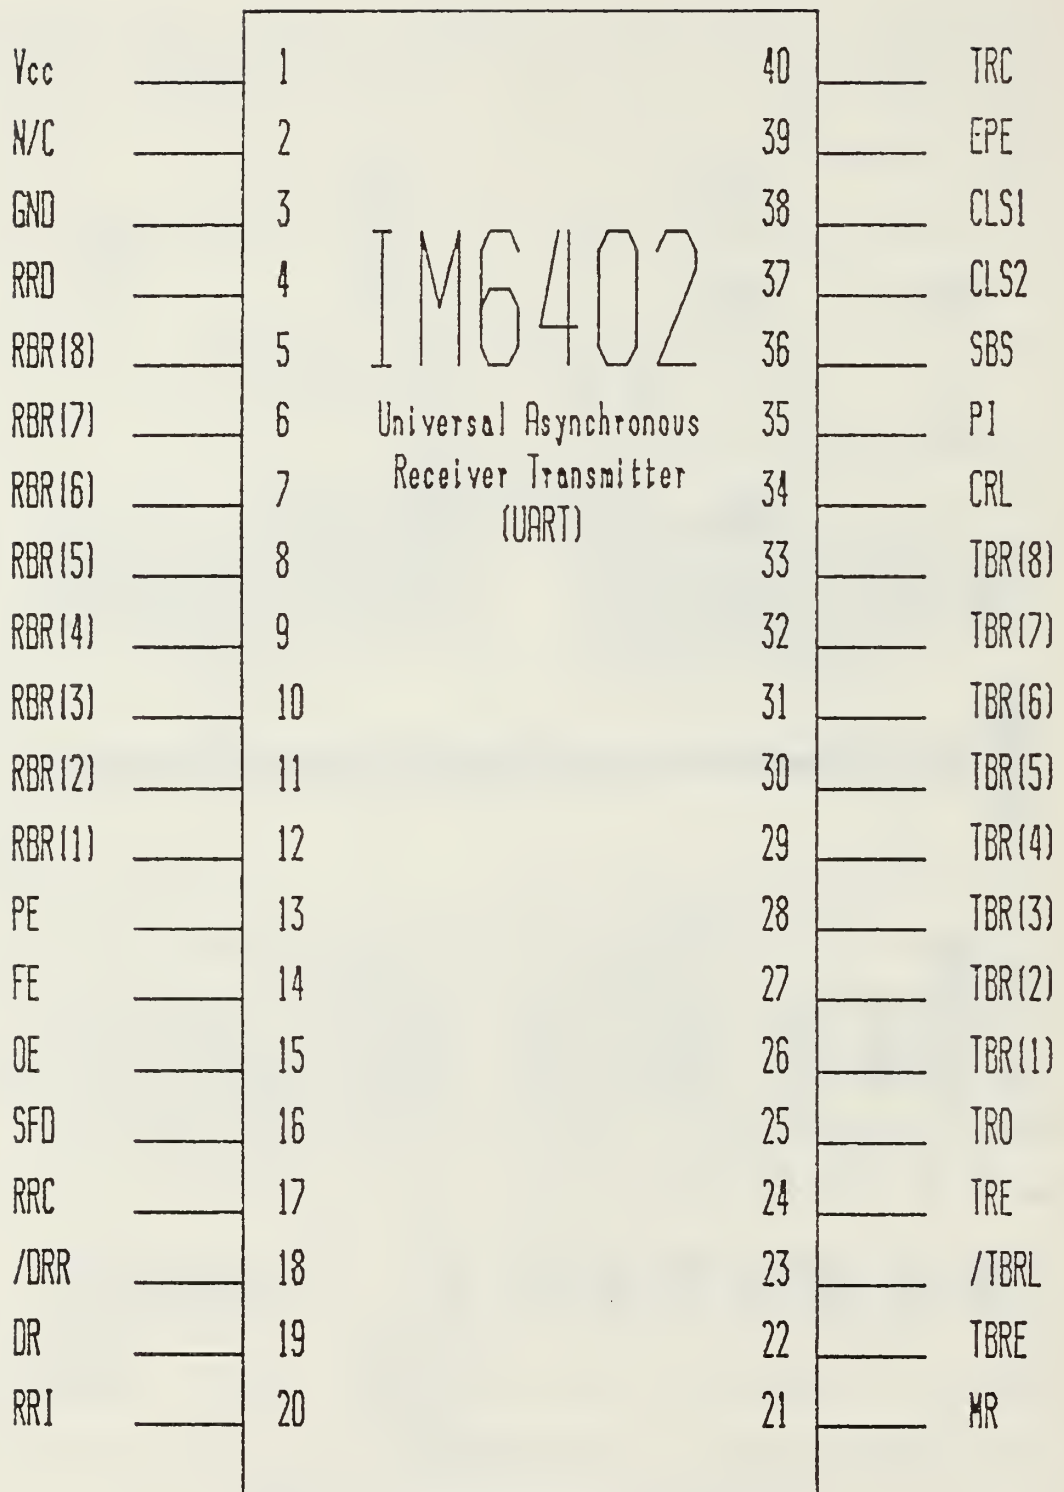 Vcc 1 40 TRC
N/C 2 39 EPE
GND 3 38 CLS1
RRD 4 37 CLS2
RBR(8) 5 36 SBS
RBR(7) 6 35 PI
RBR(6) 7 34 CRL
RBR(5) 8 33 TBR(8)
RBR(4) 9 32 TBR(7)
RBR(3) 10 31 TBR(6)
RBR(2) 11 30 TBR(5)
RBR(1) 12 29 TBR(4)
PE 13 28 TBR(3)
FE 14 27 TBR(2)
OE 15 26 TBR(1)
SFD 16 25 TRO
RRC 17 24 TRE
/DRR 18 23 /TBRL
DR 19 22 TBRE
RRI 20 21 MR
IM6402
Universal Asynchronous
Receiver Transmitter
(UART)